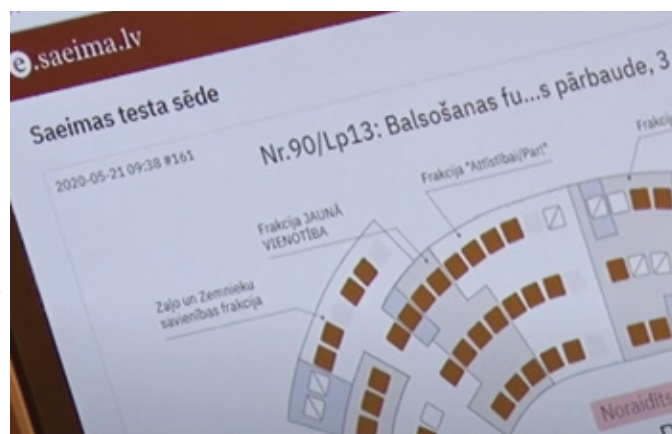 e.saeima.lv
Saeimas testa sēde
Nr.90/Lp13: Balsošanas fu...s pārbaude, 3
2020-05-21 09:38 #161
Frakcija "Attīstībai/Par!"
Frakcija JAUNĀ
VIENOTĪBA
Zaļo un Zemnieku
savienības frakcija
Noraidīts